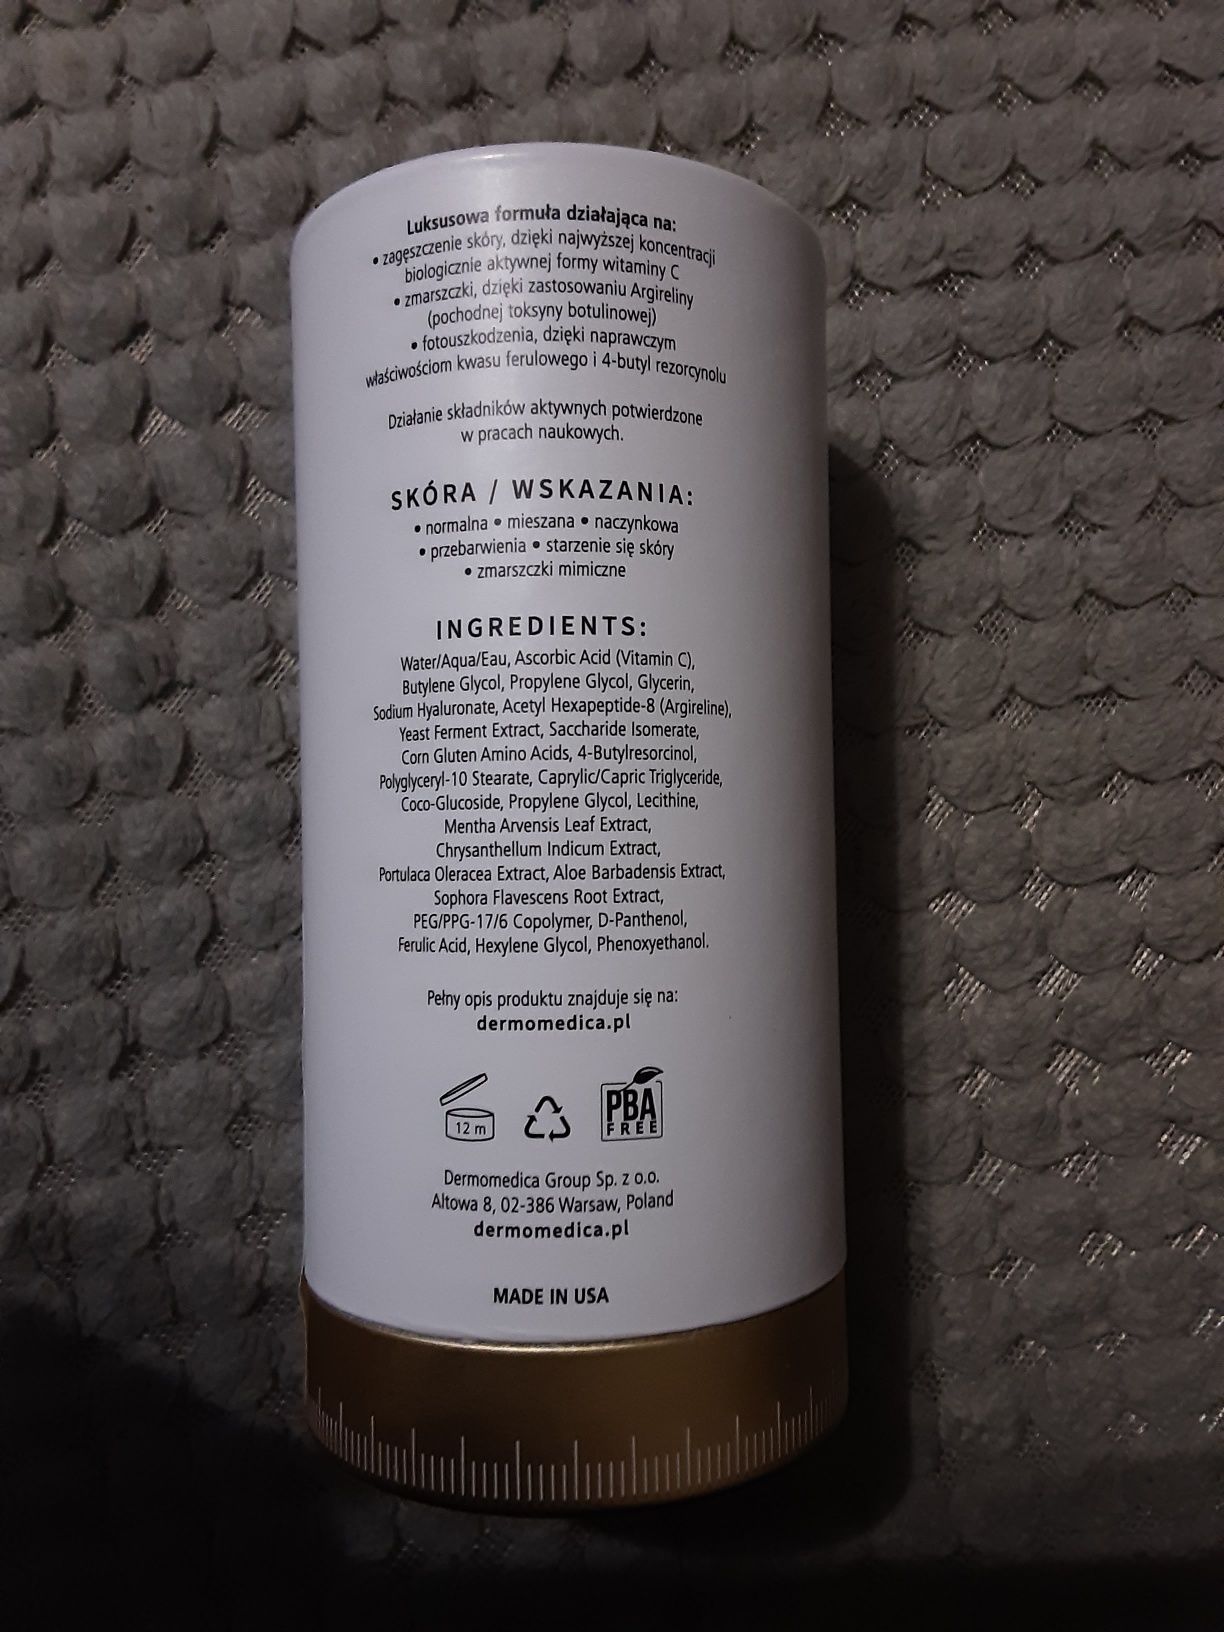 Luksusowa formuła działająca na:
• zagęszczenie skóry, dzięki najwyższej koncentracji
biologicznie aktywnej formy witaminy C
• zmarszczki, dzięki zastosowaniu Argireliny
(pochodnej toksyny botulinowej)
• fotouszkodzenia, dzięki naprawczym
właściwościom kwasu ferulowego i 4-butyl rezorcynolu
Działanie składników aktywnych potwierdzone
w pracach naukowych.
SKÓRA / WSKAZANIA:
• normalna • mieszana • naczynkowa
• przebarwienia • starzenie się skóry
• zmarszczki mimiczne
INGREDIENTS:
Water/Aqua/Eau, Ascorbic Acid (Vitamin C),
Butylene Glycol, Propylene Glycol, Glycerin,
Sodium Hyaluronate, Acetyl Hexapeptide-8 (Argireline),
Yeast Ferment Extract, Saccharide Isomerate,
Corn Gluten Amino Acids, 4-Butylresorcinol,
Polyglyceryl-10 Stearate, Caprylic/Capric Triglyceride,
Coco-Glucoside, Propylene Glycol, Lecithine,
Mentha Arvensis Leaf Extract,
Chrysanthellum Indicum Extract,
Portulaca Oleracea Extract, Aloe Barbadensis Extract,
Sophora Flavescens Root Extract,
PEG/PPG-17/6 Copolymer, D-Panthenol,
Ferulic Acid, Hexylene Glycol, Phenoxyethanol.
Pełny opis produktu znajduje się na:
dermomedica.pl
12 m
PBA
FREE
Dermomedica Group Sp. z o.o.
Altowa 8, 02-386 Warsaw, Poland
dermomedica.pl
MADE IN USA